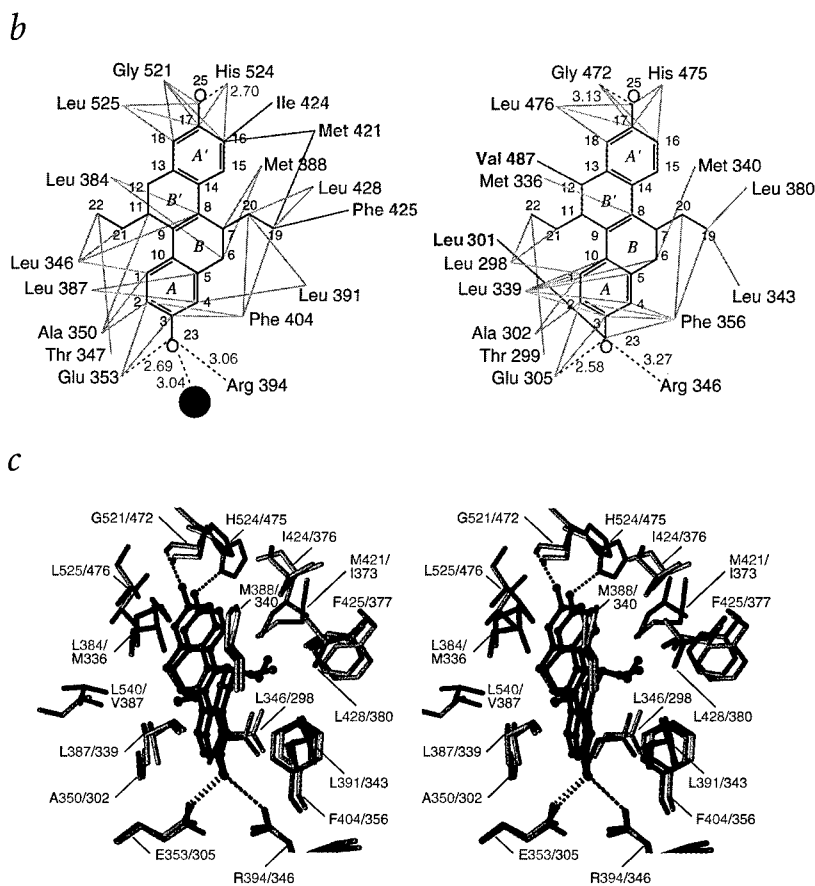 b
Gly 521
His 524
25
O
2.70
Leu 525
Ile 424
17
Met 421
18
16
A'
13
15
Met 388
Leu 384
12
14
Leu 428
B'
22
11
8
20
Phe 425
21
9
7
19
B
10
6
Leu 346
1
5
Leu 387
A
Leu 391
2
4
3
Phe 404
Ala 350
23
O
Thr 347
3.06
2.69
Glu 353
3.04
Arg 394
Gly 472
His 475
25
3.13
O
Leu 476
17
18
16
A'
Val 487
13
15
Met 340
Met 336
12
14
Leu 380
B'
22
11
8
20
21
9
7
19
Leu 301
B
10
6
Leu 298
1
5
Leu 339
A
Leu 343
2
4
3
Phe 356
Ala 302
23
O
Thr 299
3.27
Glu 305
2.58
Arg 346
c
G521/472
H524/475
I424/376
L525/476
M421/
I373
M388/
340
F425/377
L384/
M336
L540/
V387
L346/298
L428/380
L387/339
L391/343
A350/302
F404/356
E353/305
R394/346
G521/472
H524/475
I424/376
L525/476
M421/
I373
M388/
340
F425/377
L384/
M336
L540/
V387
L346/298
L428/380
L387/339
L391/343
A350/302
F404/356
E353/305
R394/346